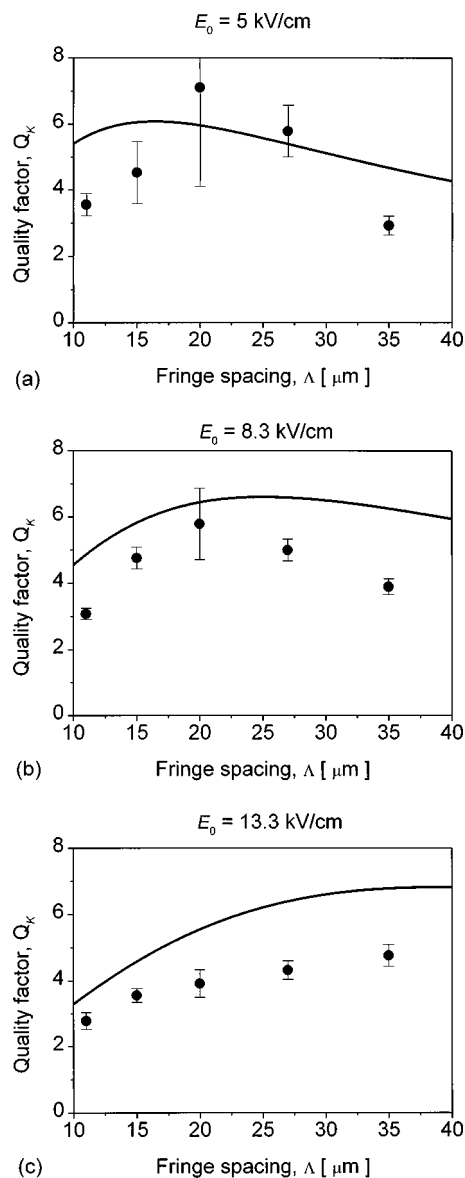 E₀ = 5 kV/cm
Quality factor, Q_K
8
6
4
2
0
10 15 20 25 30 35 40
(a) Fringe spacing, Λ [ μm ]
E₀ = 8.3 kV/cm
Quality factor, Q_K
8
6
4
2
0
10 15 20 25 30 35 40
(b) Fringe spacing, Λ [ μm ]
E₀ = 13.3 kV/cm
Quality factor, Q_K
8
6
4
2
0
10 15 20 25 30 35 40
(c) Fringe spacing, Λ [ μm ]